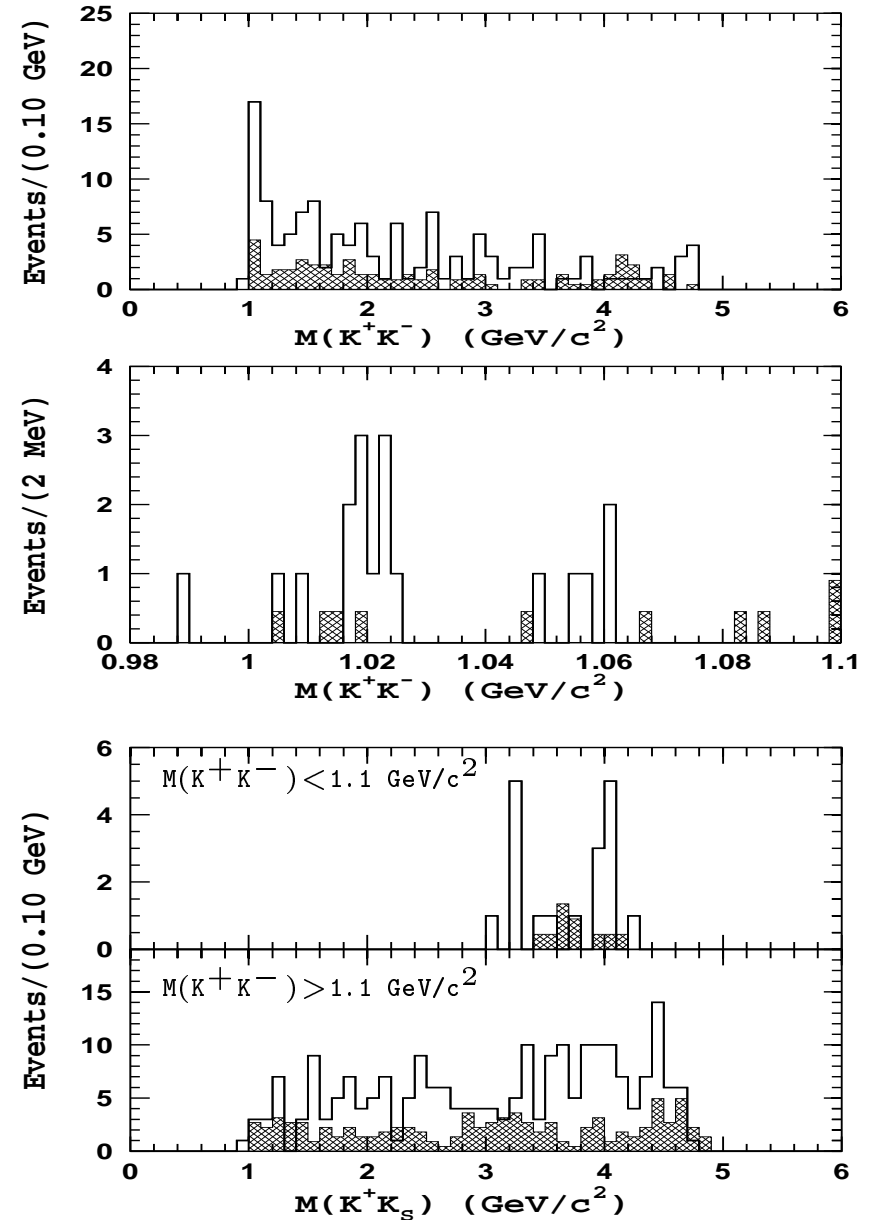 Events/(0.10 GeV)
25
20
15
10
5
0
0 1 2 3 4 5 6
M(K⁺K⁻) (GeV/c²)
Events/(2 MeV)
4
3
2
1
0
0.98 1 1.02 1.04 1.06 1.08 1.1
M(K⁺K⁻) (GeV/c²)
Events/(0.10 GeV)
6
M(K⁺K⁻)<1.1 GeV/c²
4
2
0
M(K⁺K⁻)>1.1 GeV/c²
15
10
5
0
0 1 2 3 4 5 6
M(K⁺Kₛ) (GeV/c²)